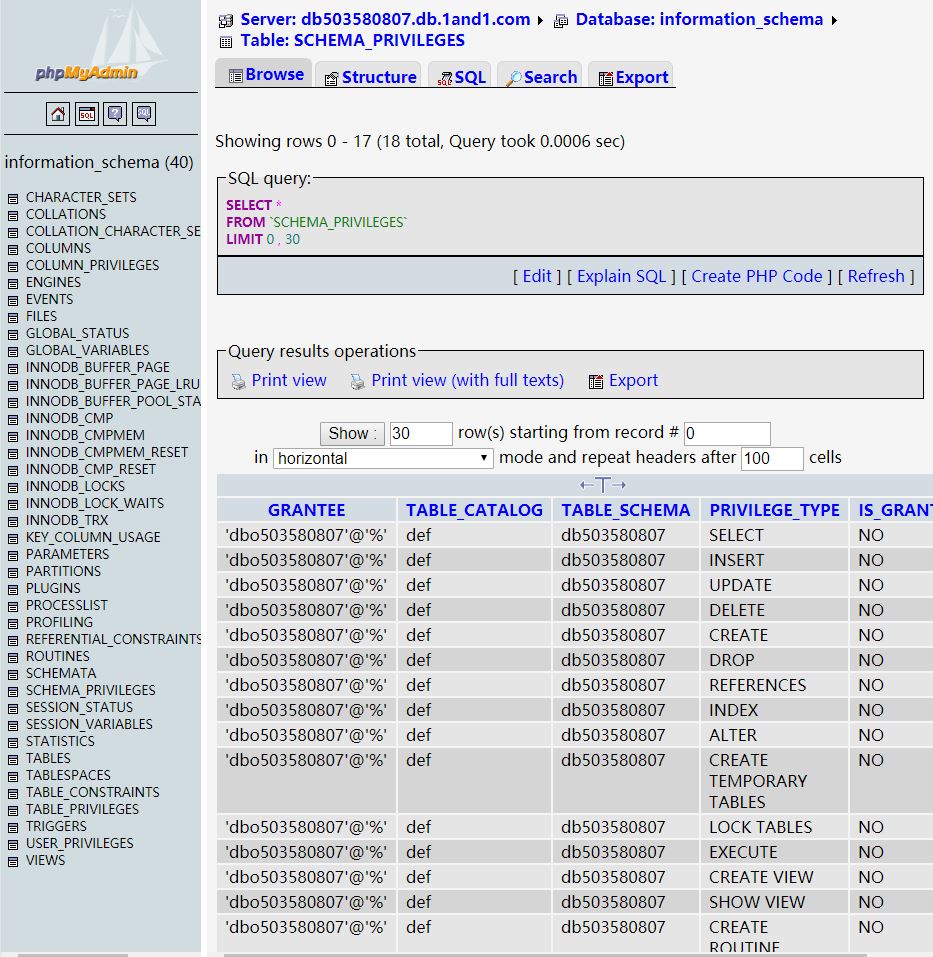 phpMyAdmin
information_schema (40)
CHARACTER_SETS
COLLATIONS
COLLATION_CHARACTER_SE
COLUMNS
COLUMN_PRIVILEGES
ENGINES
EVENTS
FILES
GLOBAL_STATUS
GLOBAL_VARIABLES
INNODB_BUFFER_PAGE
INNODB_BUFFER_PAGE_LRU
INNODB_BUFFER_POOL_STA
INNODB_CMP
INNODB_CMPMEM
INNODB_CMPMEM_RESET
INNODB_CMP_RESET
INNODB_LOCKS
INNODB_LOCK_WAITS
INNODB_TRX
KEY_COLUMN_USAGE
PARAMETERS
PARTITIONS
PLUGINS
PROCESSLIST
PROFILING
REFERENTIAL_CONSTRAINTS
ROUTINES
SCHEMATA
SCHEMA_PRIVILEGES
SESSION_STATUS
SESSION_VARIABLES
STATISTICS
TABLES
TABLESPACES
TABLE_CONSTRAINTS
TABLE_PRIVILEGES
TRIGGERS
USER_PRIVILEGES
VIEWS
Server: db503580807.db.1and1.com Database: information_schema
Table: SCHEMA_PRIVILEGES
Browse Structure SQL Search Export
Showing rows 0 - 17 (18 total, Query took 0.0006 sec)
SQL query:
SELECT *
FROM `SCHEMA_PRIVILEGES`
LIMIT 0 , 30
[ Edit ] [ Explain SQL ] [ Create PHP Code ] [ Refresh ]
Query results operations
Print view Print view (with full texts) Export
Show : 30 row(s) starting from record # 0
in horizontal mode and repeat headers after 100 cells
←T→
GRANTEE TABLE_CATALOG TABLE_SCHEMA PRIVILEGE_TYPE IS_GRANT
'dbo503580807'@'%' def db503580807 SELECT NO
'dbo503580807'@'%' def db503580807 INSERT NO
'dbo503580807'@'%' def db503580807 UPDATE NO
'dbo503580807'@'%' def db503580807 DELETE NO
'dbo503580807'@'%' def db503580807 CREATE NO
'dbo503580807'@'%' def db503580807 DROP NO
'dbo503580807'@'%' def db503580807 REFERENCES NO
'dbo503580807'@'%' def db503580807 INDEX NO
'dbo503580807'@'%' def db503580807 ALTER NO
'dbo503580807'@'%' def db503580807 CREATE NO
TEMPORARY
TABLES
'dbo503580807'@'%' def db503580807 LOCK TABLES NO
'dbo503580807'@'%' def db503580807 EXECUTE NO
'dbo503580807'@'%' def db503580807 CREATE VIEW NO
'dbo503580807'@'%' def db503580807 SHOW VIEW NO
'dbo503580807'@'%' def db503580807 CREATE NO
ROUTINE